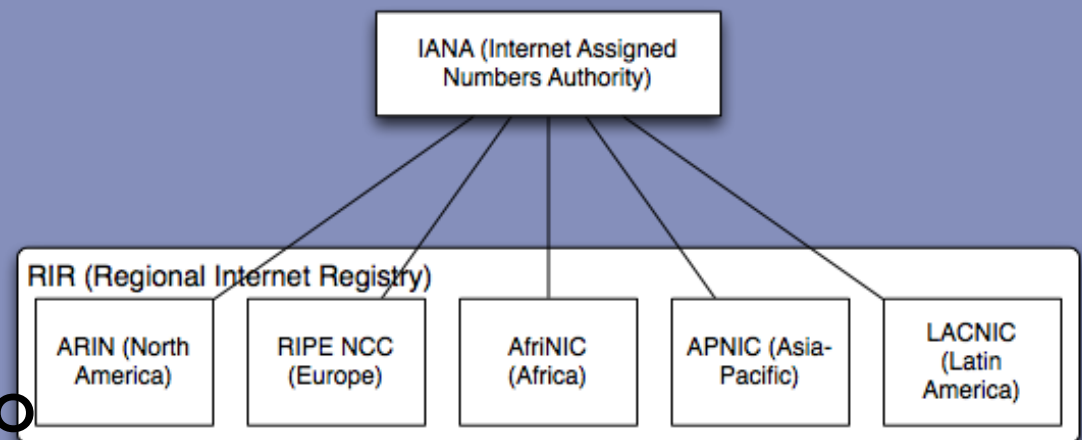 IANA (Internet Assigned
Numbers Authority)
RIR (Regional Internet Registry)
ARIN (North
America)
RIPE NCC
(Europe)
AfriNIC
(Africa)
APNIC (Asia-
Pacific)
LACNIC
(Latin
America)